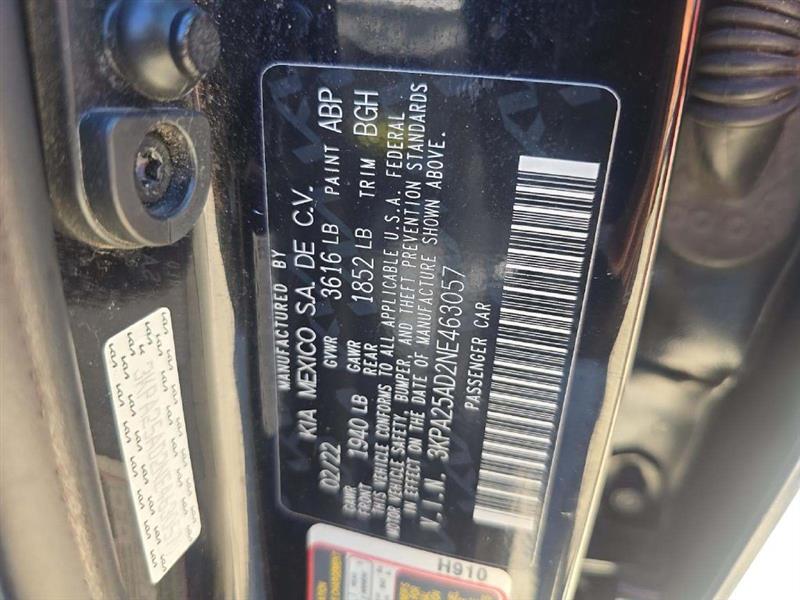 MANUFACTURED BY
KIA MEXICO S.A. DE C.V.
02/22 GVWR 3616 LB PAINT ABP
GAWR FRONT 1940 LB GAWR REAR 1852 LB TRIM BGH
THIS VEHICLE CONFORMS TO ALL APPLICABLE U.S.A. FEDERAL
MOTOR VEHICLE SAFETY, BUMPER, AND THEFT PREVENTION STANDARDS
IN EFFECT ON THE DATE OF MANUFACTURE SHOWN ABOVE.
V.I.N. 3KPA25AD2NE463057
PASSENGER CAR
H910